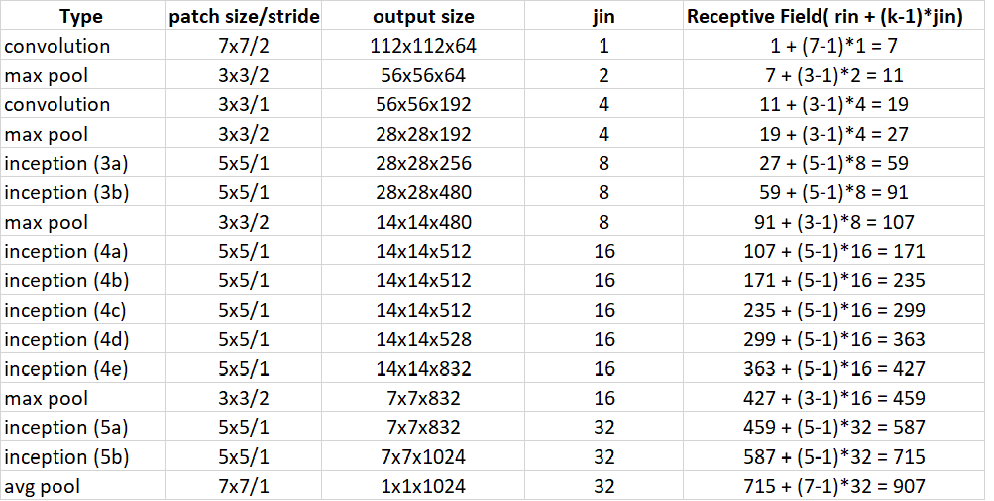 Type patch size/stride output size jin Receptive Field( rin + (k-1)*jin)
convolution 7x7/2 112x112x64 1 1 + (7-1)*1 = 7
max pool 3x3/2 56x56x64 2 7 + (3-1)*2 = 11
convolution 3x3/1 56x56x192 4 11 + (3-1)*4 = 19
max pool 3x3/2 28x28x192 4 19 + (3-1)*4 = 27
inception (3a) 5x5/1 28x28x256 8 27 + (5-1)*8 = 59
inception (3b) 5x5/1 28x28x480 8 59 + (5-1)*8 = 91
max pool 3x3/2 14x14x480 8 91 + (3-1)*8 = 107
inception (4a) 5x5/1 14x14x512 16 107 + (5-1)*16 = 171
inception (4b) 5x5/1 14x14x512 16 171 + (5-1)*16 = 235
inception (4c) 5x5/1 14x14x512 16 235 + (5-1)*16 = 299
inception (4d) 5x5/1 14x14x528 16 299 + (5-1)*16 = 363
inception (4e) 5x5/1 14x14x832 16 363 + (5-1)*16 = 427
max pool 3x3/2 7x7x832 16 427 + (3-1)*16 = 459
inception (5a) 5x5/1 7x7x832 32 459 + (5-1)*32 = 587
inception (5b) 5x5/1 7x7x1024 32 587 + (5-1)*32 = 715
avg pool 7x7/1 1x1x1024 32 715 + (7-1)*32 = 907